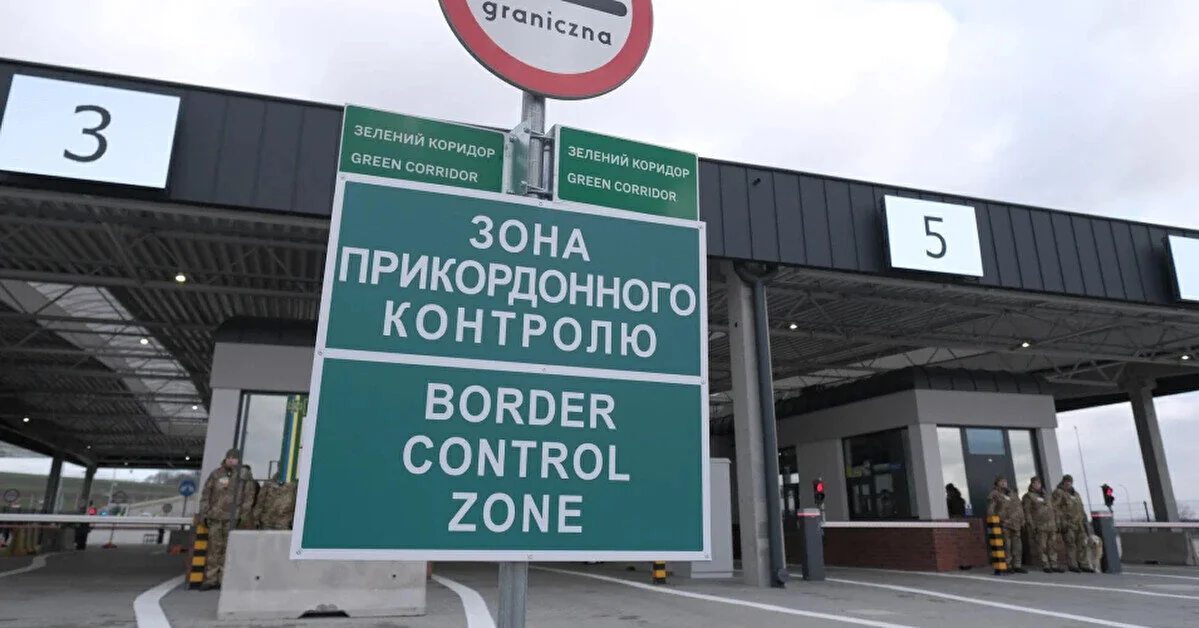 graniczna
3
ЗЕЛЕНИЙ КОРИДОР
GREEN CORRIDOR
ЗЕЛЕНИЙ КОРИДОР
GREEN CORRIDOR
5
ЗОНА
ПРИКОРДОННОГО
КОНТРОЛЮ
BORDER
CONTROL
ZONE